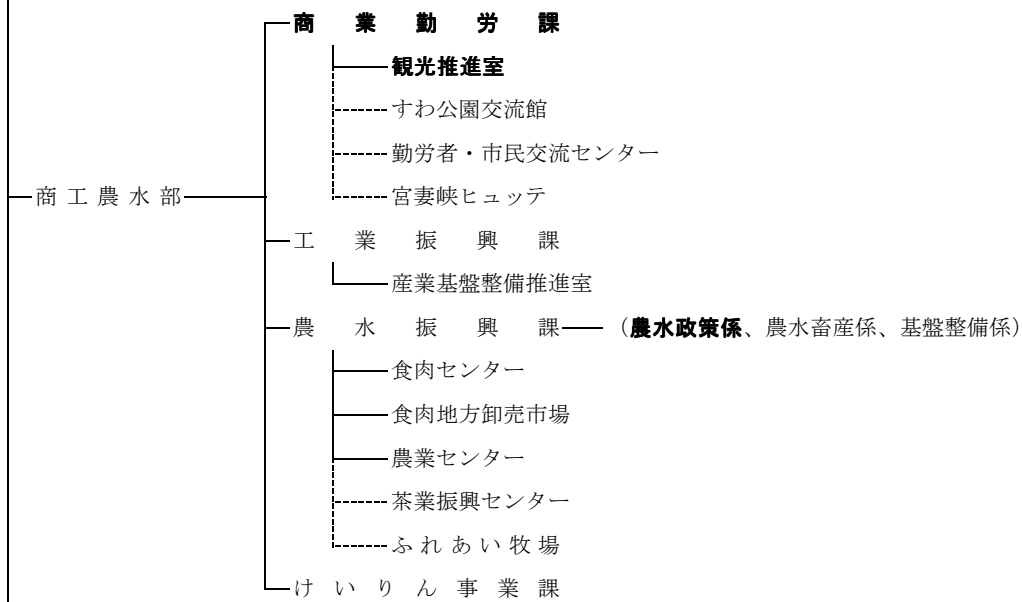 商業勤労課
観光推進室
すわ公園交流館
勤労者・市民交流センター
宮妻峡ヒュッテ
商工農水部
工業振興課
産業基盤整備推進室
農水振興課 （農水政策係、農水畜産係、基盤整備係）
食肉センター
食肉地方卸売市場
農業センター
茶業振興センター
ふれあい牧場
けいりん事業課